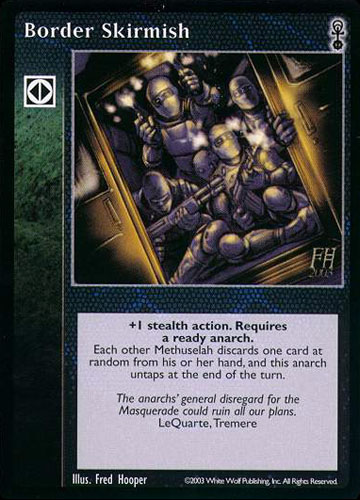 Border Skirmish
FH
2003
+1 stealth action. Requires
a ready anarch.
Each other Methuselah discards one card at
random from his or her hand, and this anarch
untaps at the end of the turn.
The anarchs' general disregard for the
Masquerade could ruin all our plans.
LeQuarte, Tremere
Illus. Fred Hooper
©2003 White Wolf Publishing, Inc. All Rights Reserved.